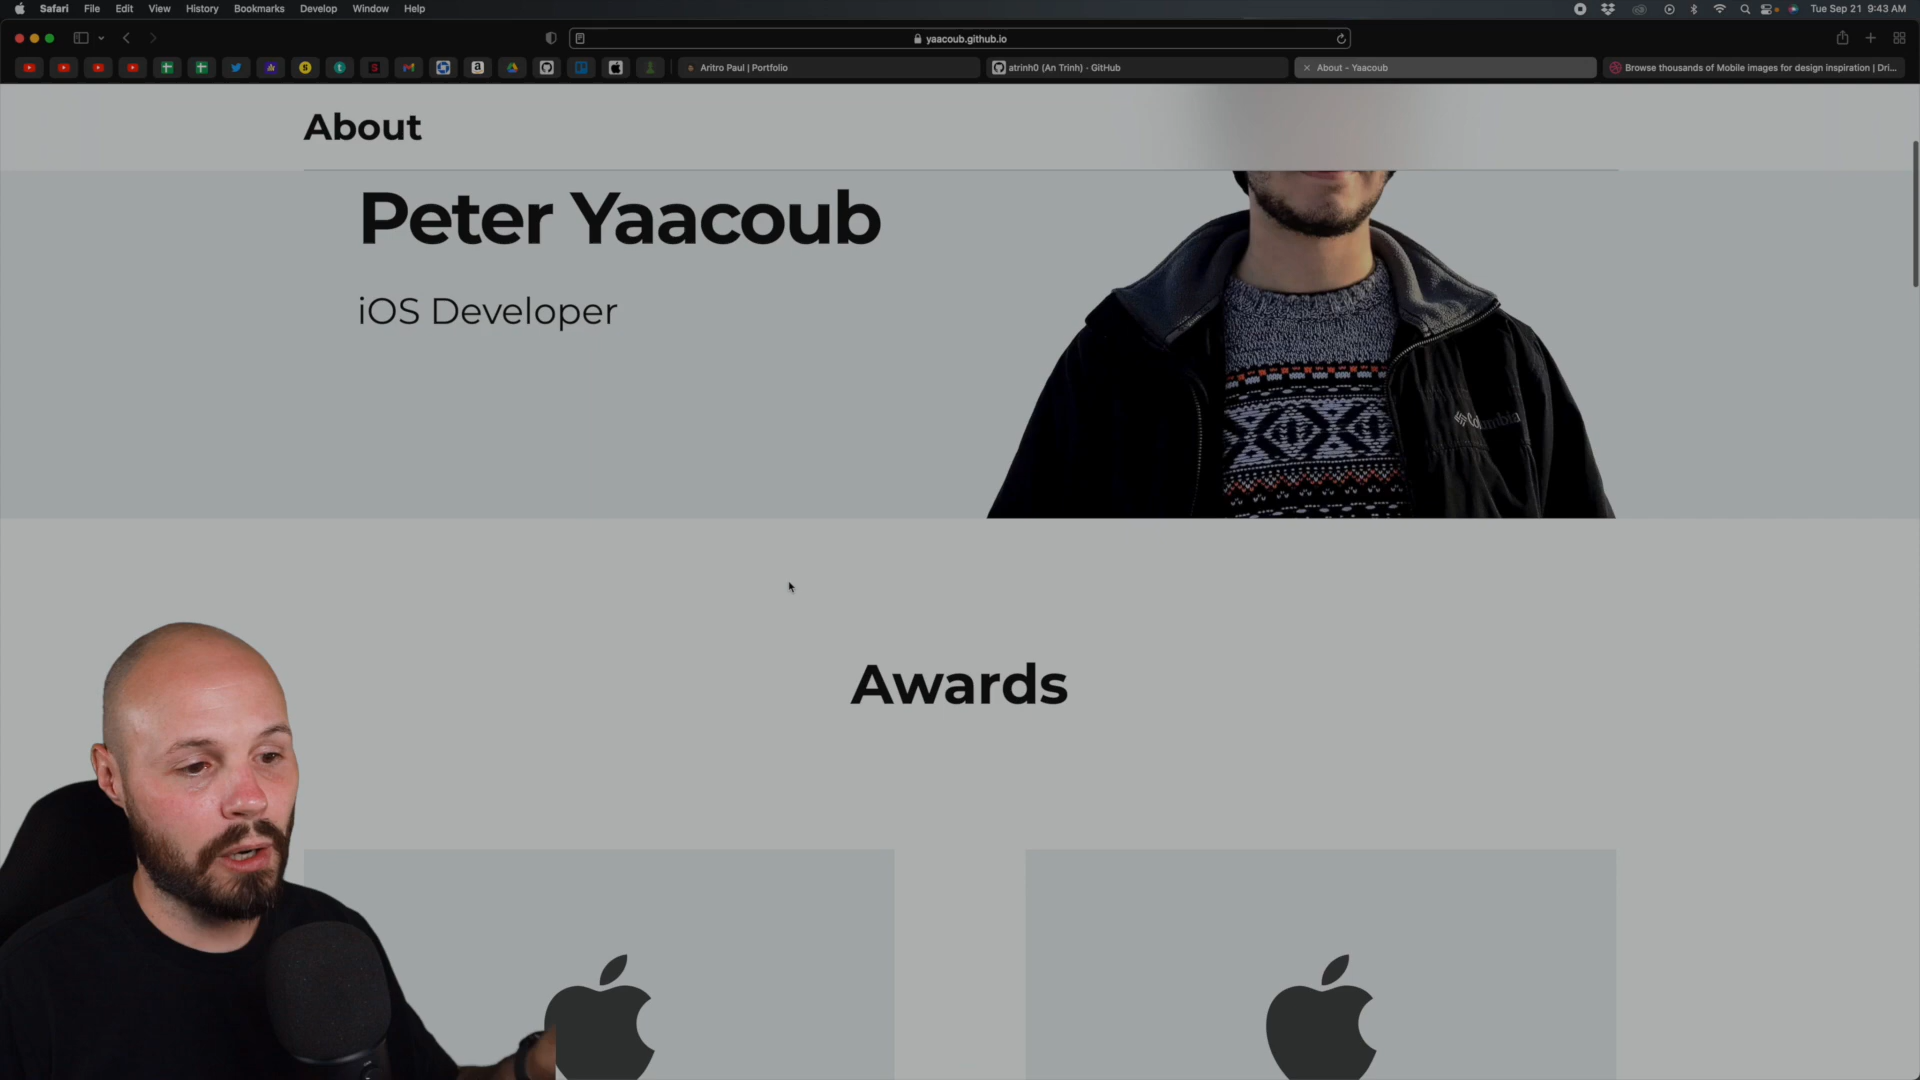 Safari File Edit View History Bookmarks Develop Window Help Tue Sep 21 9:43 AM
yaacoub.github.io
Aritro Paul | Portfolio
atrinh0 (An Trinh) · GitHub
About - Yaacoub
Browse thousands of Mobile images for design inspiration | Dri...
About
Peter Yaacoub
iOS Developer
Columbia
Awards